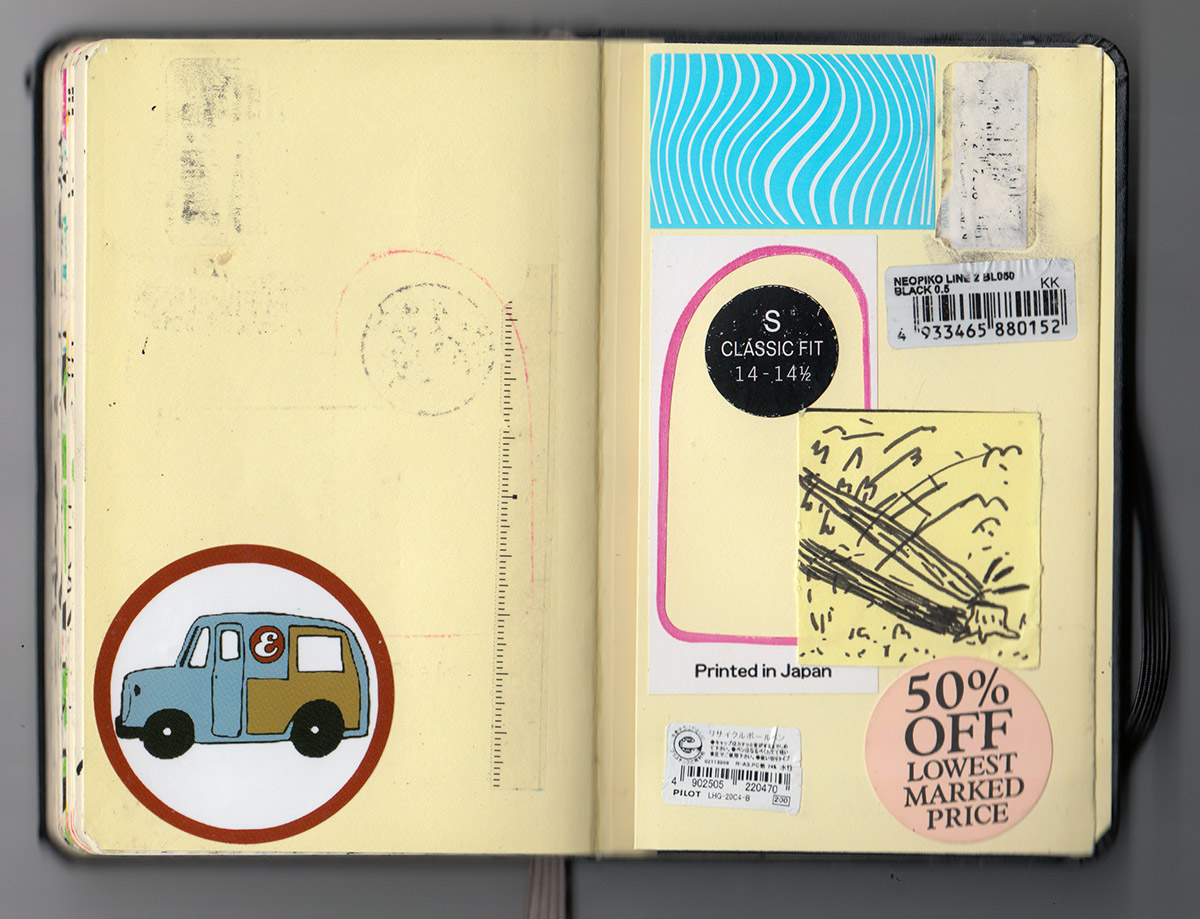 E
S
CLASSIC FIT
14-14½
NEOPIKO LINE 2 BL050
BLACK 0.5
KK
4 933465 880152
Printed in Japan
リサイクルボールペン
4 902505 220470
PILOT LHG-20C4-B 200
50%
OFF
LOWEST
MARKED
PRICE